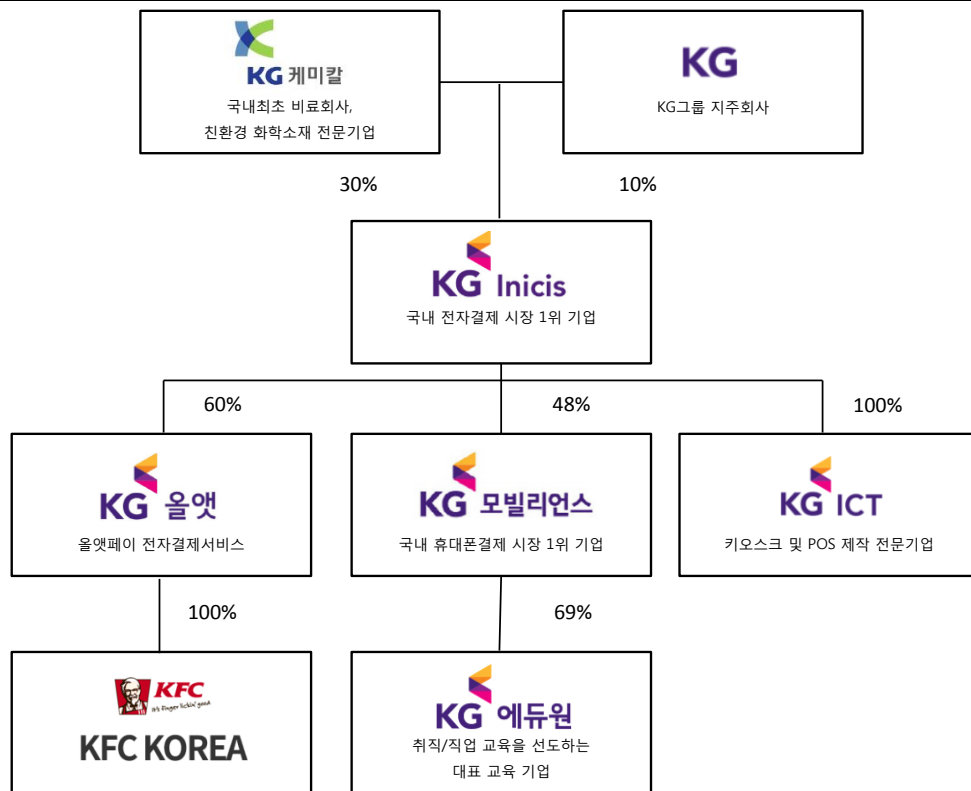 KG 케미칼
국내최초 비료회사,
친환경 화학소재 전문기업
KG
KG그룹 지주회사
30%
10%
KG Inicis
국내 전자결제 시장 1위 기업
60%
48%
100%
KG 올앳
올앳페이 전자결제서비스
KG 모빌리언스
국내 휴대폰결제 시장 1위 기업
KG ICT
키오스크 및 POS 제작 전문기업
100%
69%
KFC
it's finger lickin' good
KFC KOREA
KG 에듀원
취직/직업 교육을 선도하는
대표 교육 기업